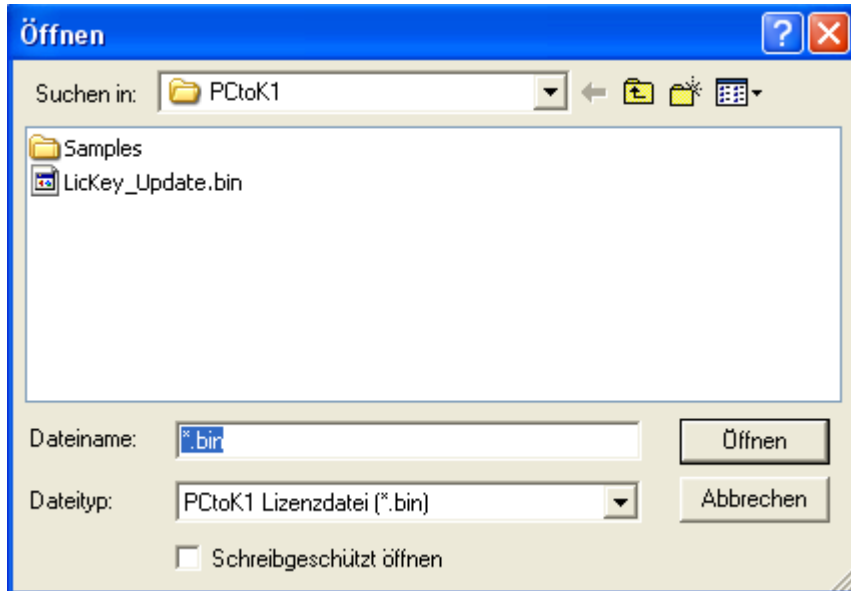 Öffnen
Suchen in: PCtoK1
Samples
LicKey_Update.bin
Dateiname: *.bin Öffnen
Dateityp: PCtoK1 Lizenzdatei (*.bin) Abbrechen
Schreibgeschützt öffnen